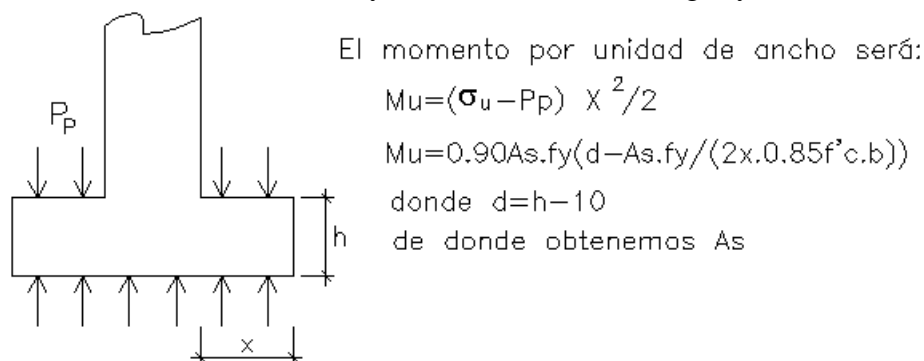 El momento por unidad de ancho será:
Mu=(σu−Pp) X²/2
Mu=0.90As.fy(d−As.fy/(2x.0.85f'c.b))
donde d=h−10
de donde obtenemos As
Pp
h
x